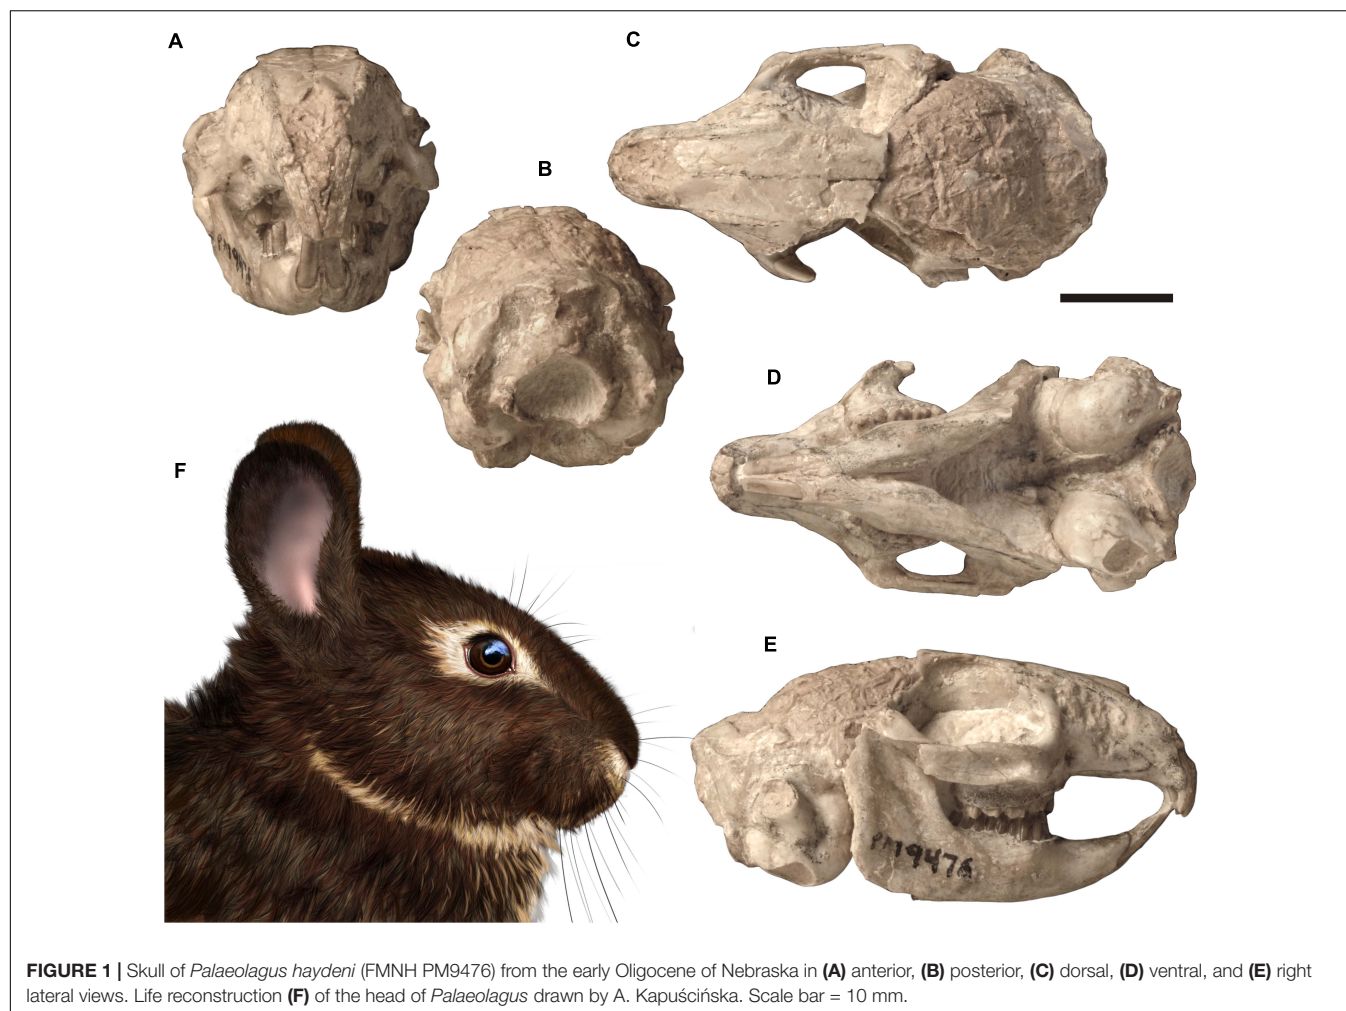 A
C
B
PM9476
D
F
E
PM9476
FIGURE 1 | Skull of Palaeolagus haydeni (FMNH PM9476) from the early Oligocene of Nebraska in (A) anterior, (B) posterior, (C) dorsal, (D) ventral, and (E) right
lateral views. Life reconstruction (F) of the head of Palaeolagus drawn by A. Kapuścińska. Scale bar = 10 mm.